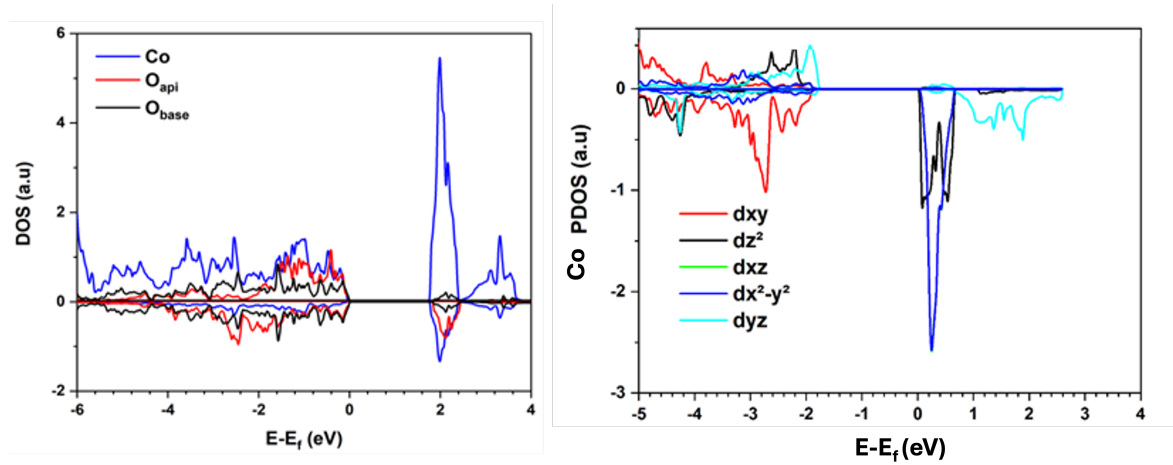 6
4
2
0
-2
DOS (a.u)
Co
O_api
O_base
-6
-4
-2
0
2
4
E-E_f (eV)
0
-1
-2
-3
Co PDOS (a.u)
dxy
dz²
dxz
dx²-y²
dyz
-5
-4
-3
-2
-1
0
1
2
3
4
E-E_f (eV)